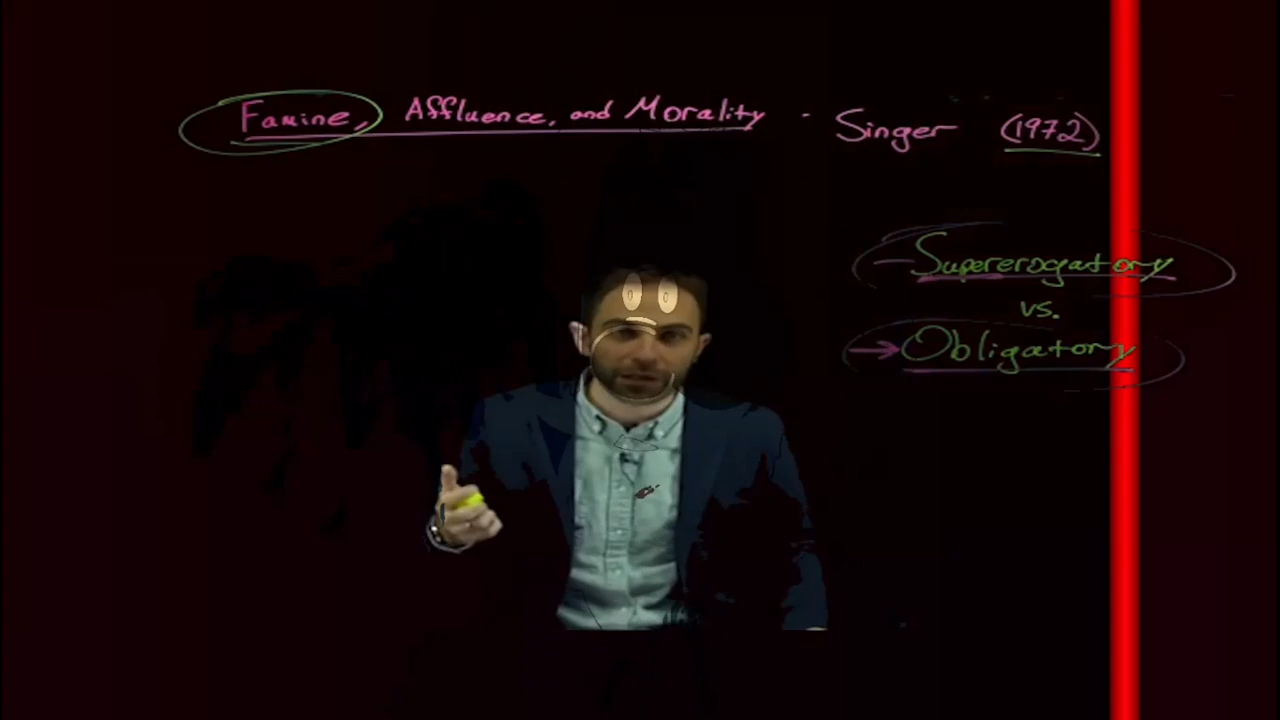 Famine, Affluence, and Morality - Singer (1972)
- Supererogatory
vs.
→ Obligatory